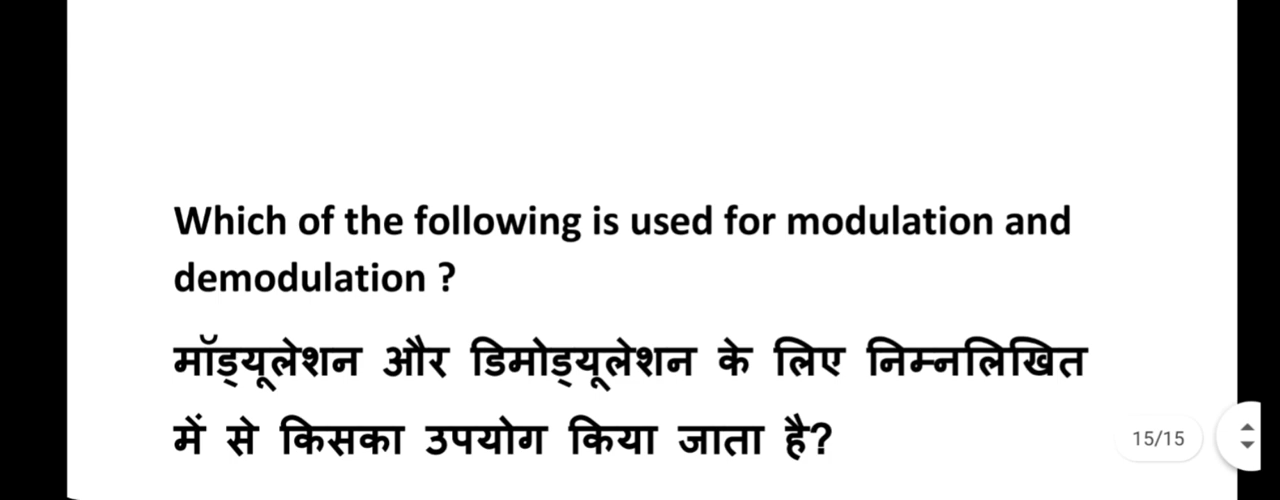 Which of the following is used for modulation and
demodulation ?
मॉड्यूलेशन और डिमोड्यूलेशन के लिए निम्नलिखित
में से किसका उपयोग किया जाता है?
15/15